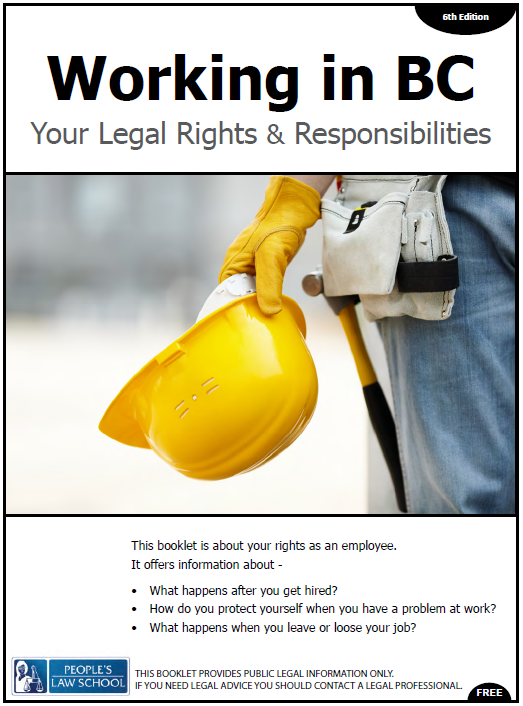 6th Edition
Working in BC
Your Legal Rights & Responsibilities
This booklet is about your rights as an employee.
It offers information about -
• What happens after you get hired?
• How do you protect yourself when you have a problem at work?
• What happens when you leave or loose your job?
PEOPLE'S
LAW SCHOOL
THIS BOOKLET PROVIDES PUBLIC LEGAL INFORMATION ONLY.
IF YOU NEED LEGAL ADVICE YOU SHOULD CONTACT A LEGAL PROFESSIONAL.
FREE